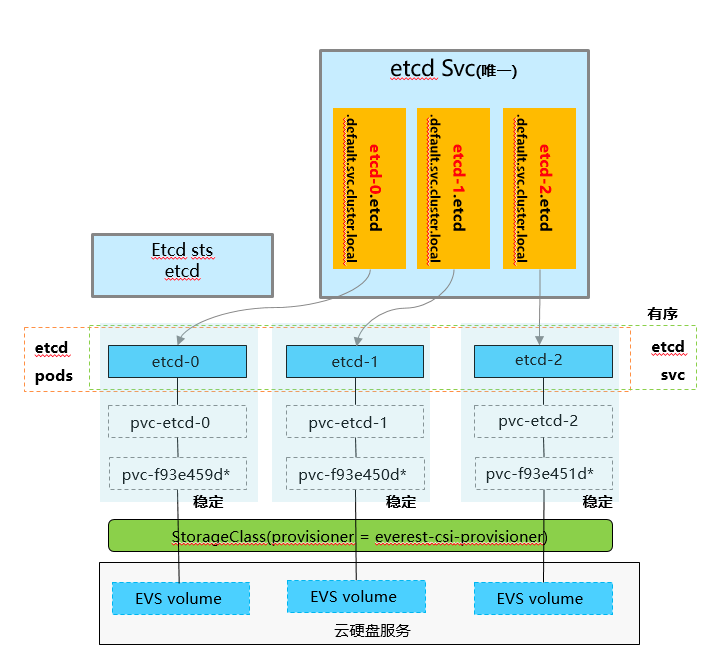 etcd Svc(唯一)
etcd-0.etcd
.default.svc.cluster.local
etcd-1.etcd
.default.svc.cluster.local
etcd-2.etcd
.default.svc.cluster.local
Etcd sts
etcd
有序
etcd
pods
etcd-0
etcd-1
etcd-2
etcd
svc
pvc-etcd-0
pvc-etcd-1
pvc-etcd-2
pvc-f93e459d*
pvc-f93e450d*
pvc-f93e451d*
稳定
稳定
稳定
StorageClass(provisioner = everest-csi-provisioner)
EVS volume
EVS volume
EVS volume
云硬盘服务